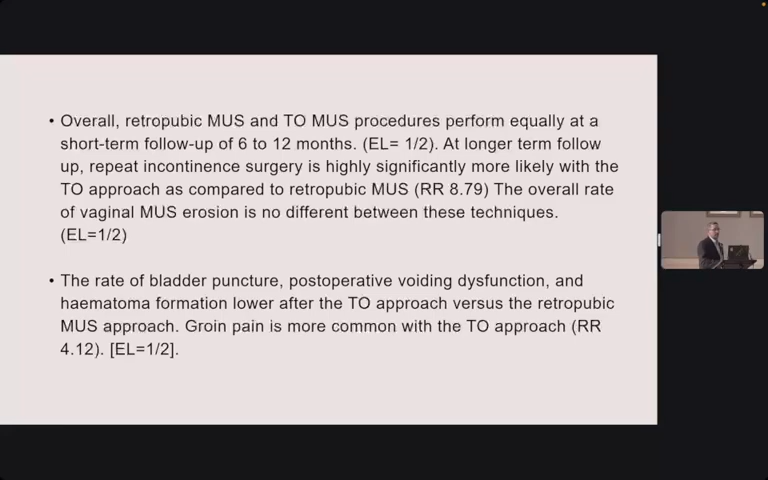 • Overall, retropubic MUS and TO MUS procedures perform equally at a
short-term follow-up of 6 to 12 months. (EL= 1/2). At longer term follow
up, repeat incontinence surgery is highly significantly more likely with the
TO approach as compared to retropubic MUS (RR 8.79) The overall rate
of vaginal MUS erosion is no different between these techniques.
(EL=1/2)
• The rate of bladder puncture, postoperative voiding dysfunction, and
haematoma formation lower after the TO approach versus the retropubic
MUS approach. Groin pain is more common with the TO approach (RR
4.12). [EL=1/2].